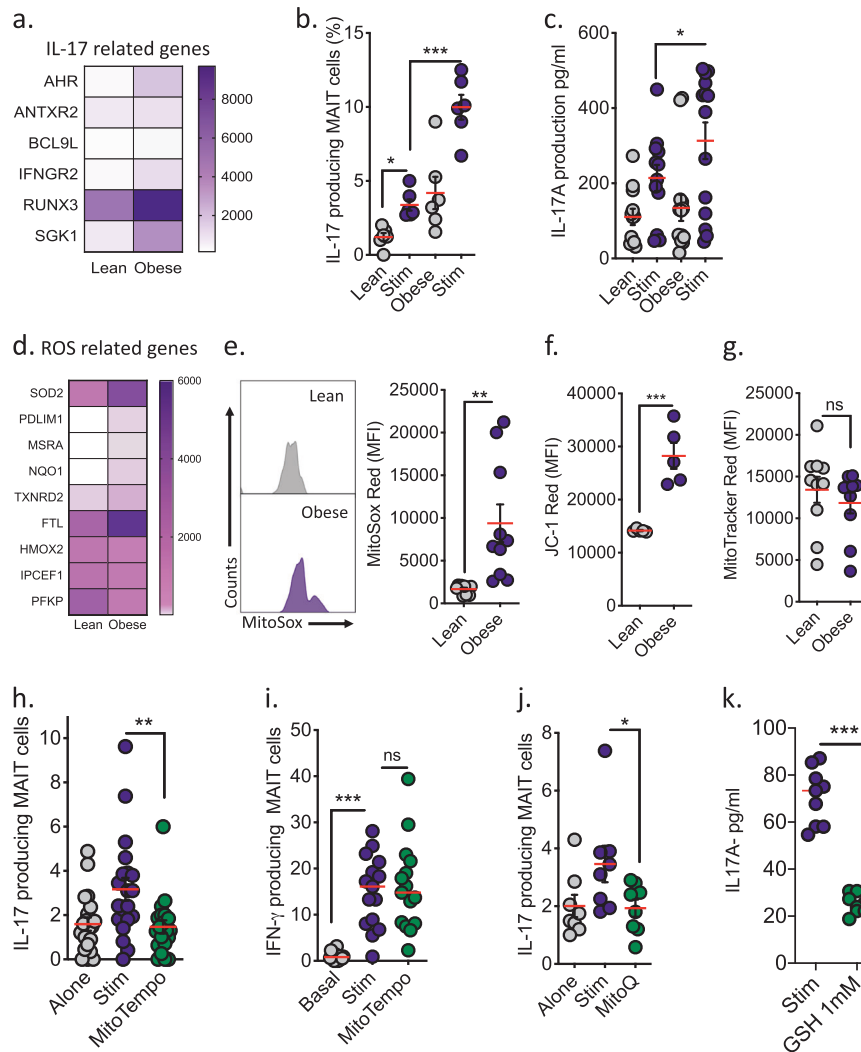 a.
IL-17 related genes
AHR
ANTXR2
BCL9L
IFNGR2
RUNX3
SGK1
Lean Obese
8000
6000
4000
2000
b.
IL-17 producing MAIT cells (%)
15
10
5
0
***
*
Lean
Stim
Obese
Stim
c.
IL-17A production pg/ml
600
400
200
0
*
Lean
Stim
Obese
Stim
d. ROS related genes
SOD2
PDLIM1
MSRA
NQO1
TXNRD2
FTL
HMOX2
IPCEF1
PFKP
Lean Obese
6000
4000
2000
e.
Lean
Obese
Counts
MitoSox
MitoSox Red (MFI)
25000
20000
15000
10000
5000
0
**
Lean
Obese
f.
JC-1 Red (MFI)
40000
30000
20000
10000
0
***
Lean
Obese
g.
MitoTracker Red (MFI)
25000
20000
15000
10000
5000
0
ns
Lean
Obese
h.
IL-17 producing MAIT cells
10
8
6
4
2
0
**
Alone
Stim
MitoTempo
i.
IFN-γ producing MAIT cells
50
40
30
20
10
0
***
ns
Basal
Stim
MitoTempo
j.
IL-17 producing MAIT cells
8
6
4
2
0
*
Alone
Stim
MitoQ
k.
IL17A- pg/ml
100
80
60
40
20
0
***
Stim
GSH 1mM